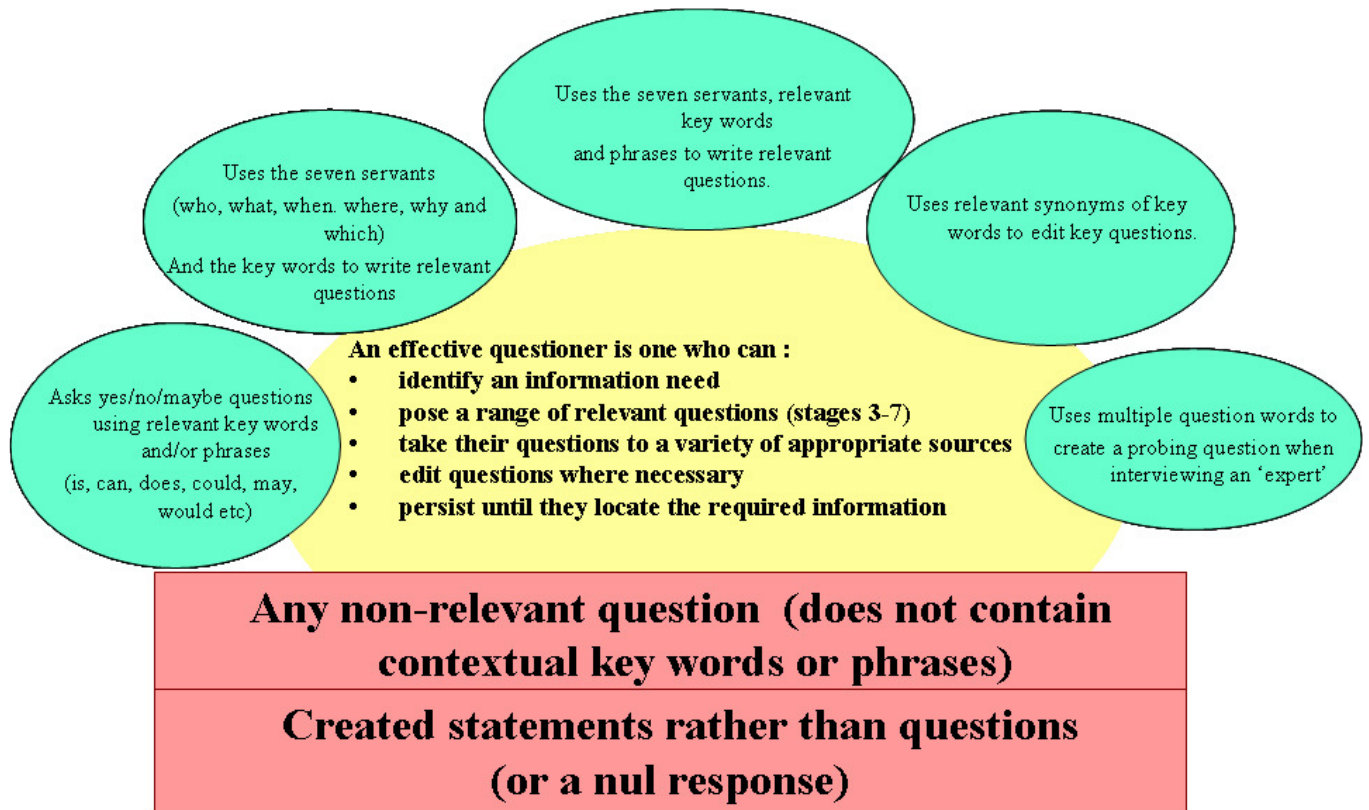 Uses the seven servants, relevant
key words
and phrases to write relevant
questions.
Uses the seven servants
(who, what, when. where, why and
which)
And the key words to write relevant
questions
Uses relevant synonyms of key
words to edit key questions.
Asks yes/no/maybe questions
using relevant key words
and/or phrases
(is, can, does, could, may,
would etc)
An effective questioner is one who can :
• identify an information need
• pose a range of relevant questions (stages 3-7)
• take their questions to a variety of appropriate sources
• edit questions where necessary
• persist until they locate the required information
Uses multiple question words to
create a probing question when
interviewing an ‘expert’
Any non-relevant question (does not contain
contextual key words or phrases)
Created statements rather than questions
(or a nul response)